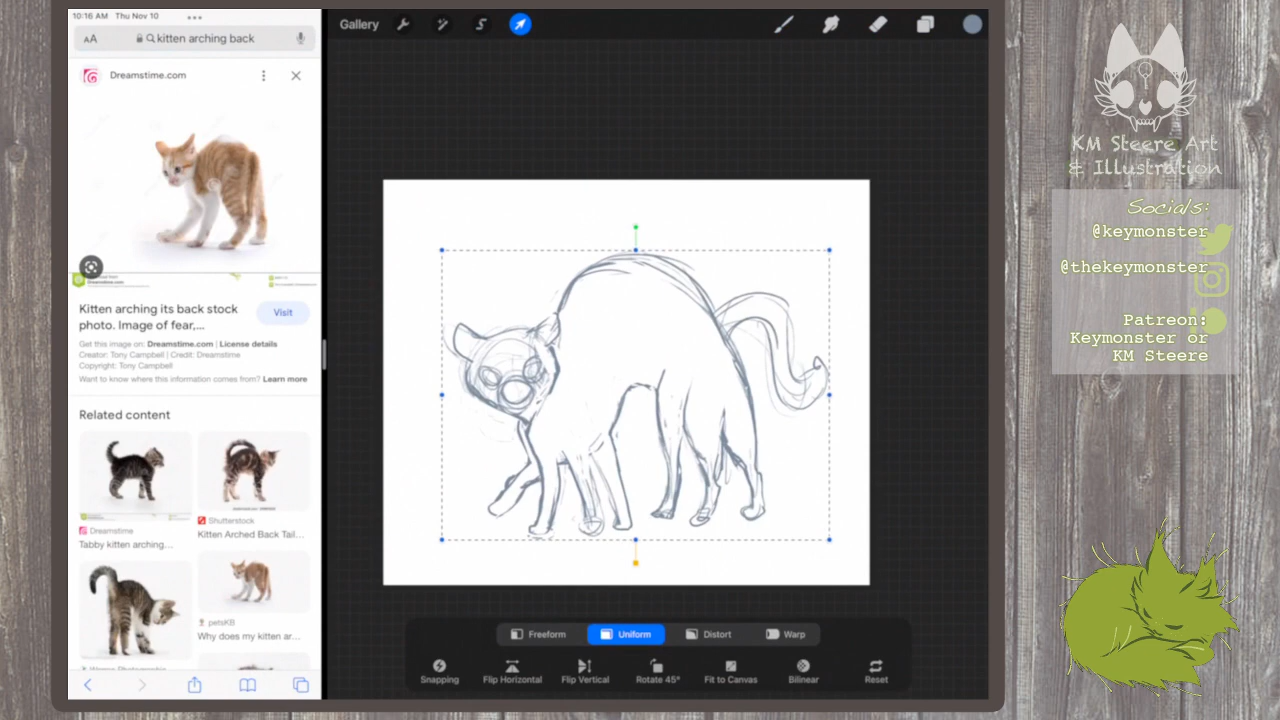 10:16 AM Thu Nov 10
AA
kitten arching back
Dreamstime.com
Kitten arching its back stock
photo. Image of fear,...
Visit
Get this image on: Dreamstime.com | License details
Creator: Tony Campbell | Credit: Dreamstime
Copyright: Tony Campbell
Want to know where this information comes from? Learn more
Related content
Dreamstime
Tabby kitten arching...
Shutterstock
Kitten Arched Back Tail...
petsKB
Why does my kitten ar...
Gallery
Freeform
Uniform
Distort
Warp
Snapping
Flip Horizontal
Flip Vertical
Rotate 45°
Fit to Canvas
Bilinear
Reset
KM Steere Art
& Illustration
Socials:
@keymonster
@thekeymonster
Patreon:
Keymonster or
KM Steere